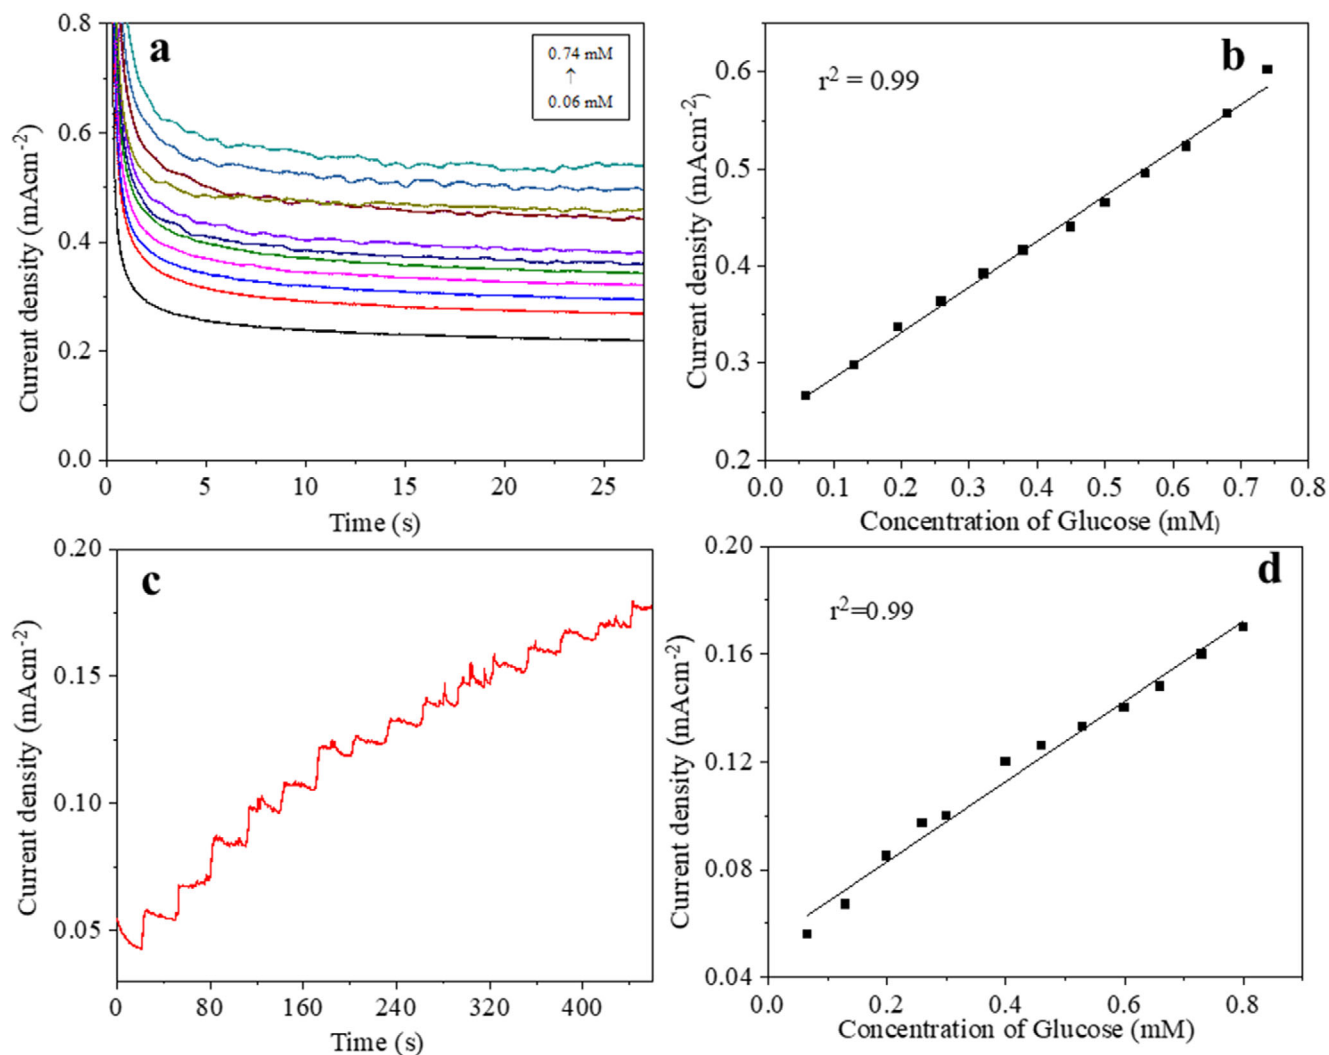 a
0.74 mM
↑
0.06 mM
0.8
0.6
0.4
0.2
0.0
Current density (mAcm-2)
0 5 10 15 20 25
Time (s)
b
r2 = 0.99
0.6
0.5
0.4
0.3
0.2
Current density (mAcm-2)
0.0 0.1 0.2 0.3 0.4 0.5 0.6 0.7 0.8
Concentration of Glucose (mM)
c
0.20
0.15
0.10
0.05
Current density (mAcm-2)
0 80 160 240 320 400
Time (s)
d
r2=0.99
0.20
0.16
0.12
0.08
0.04
Current density (mAcm-2)
0.0 0.2 0.4 0.6 0.8
Concentration of Glucose (mM)